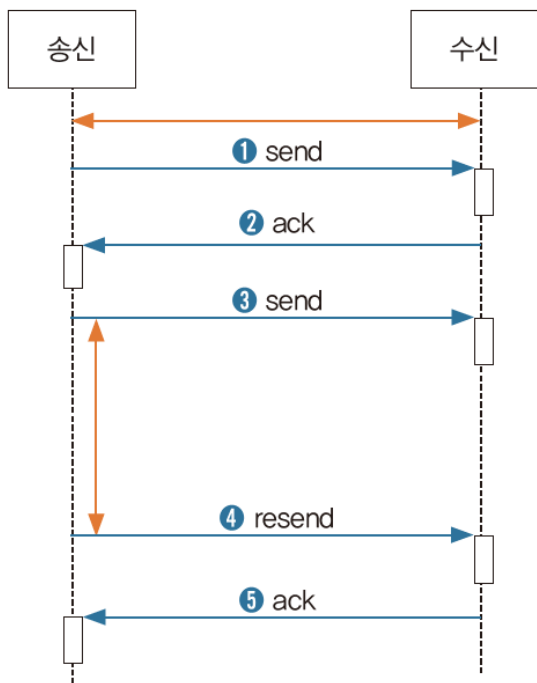 송신
수신
❶ send
❷ ack
❸ send
❹ resend
❺ ack